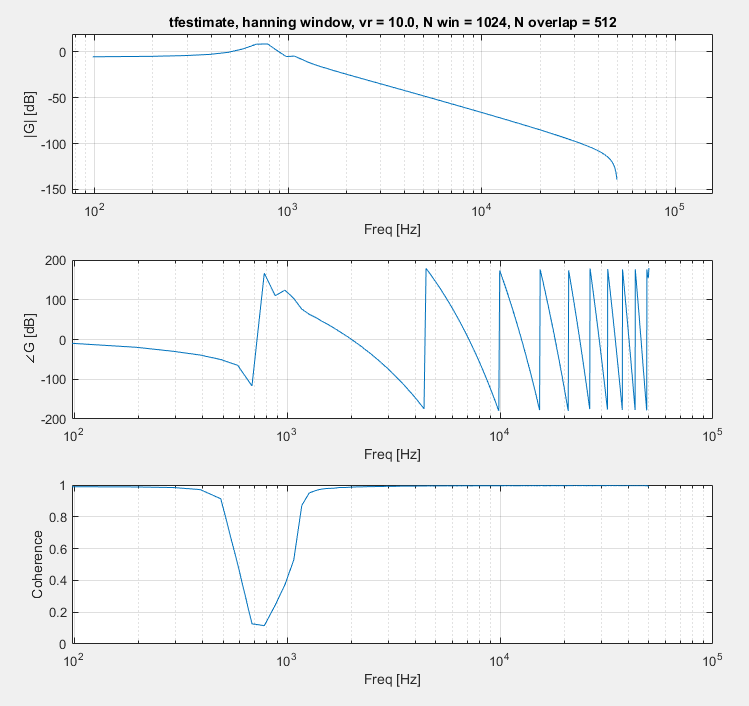 tfestimate, hanning window, vr = 10.0, N win = 1024, N overlap = 512
|G| [dB]
0
-50
-100
-150
10^2 10^3 10^4 10^5
Freq [Hz]
∠G [dB]
200
100
0
-100
-200
10^2 10^3 10^4 10^5
Freq [Hz]
Coherence
1
0.8
0.6
0.4
0.2
0
10^2 10^3 10^4 10^5
Freq [Hz]